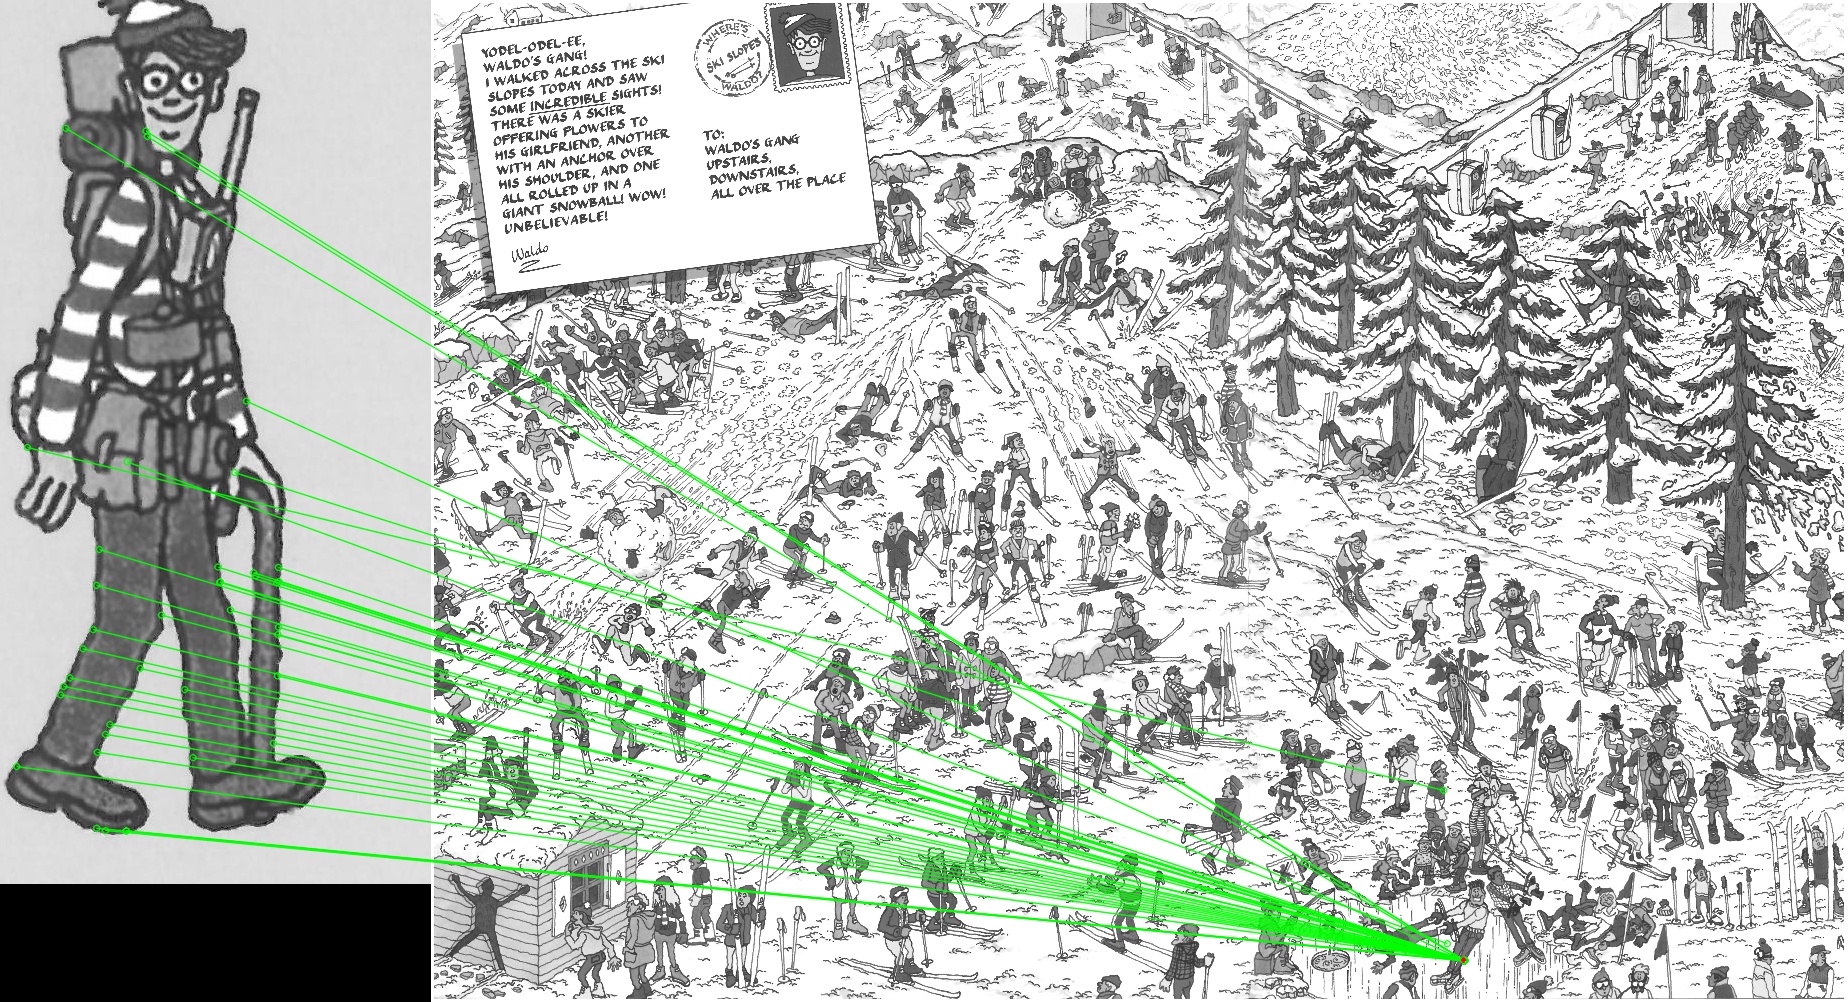 YODEL-ODEL-EE,
WALDO'S GANG!
I WALKED ACROSS THE SKI
SLOPES TODAY AND SAW
SOME INCREDIBLE SIGHTS!
THERE WAS A SKIER
OFFERING FLOWERS TO
HIS GIRLFRIEND, ANOTHER
WITH AN ANCHOR OVER
HIS SHOULDER, AND ONE
ALL ROLLED UP IN A
GIANT SNOWBALL! WOW!
UNBELIEVABLE!
Waldo
WHERE'S
SKI SLOPES
WALDO?
TO:
WALDO'S GANG
UPSTAIRS,
DOWNSTAIRS,
ALL OVER THE PLACE